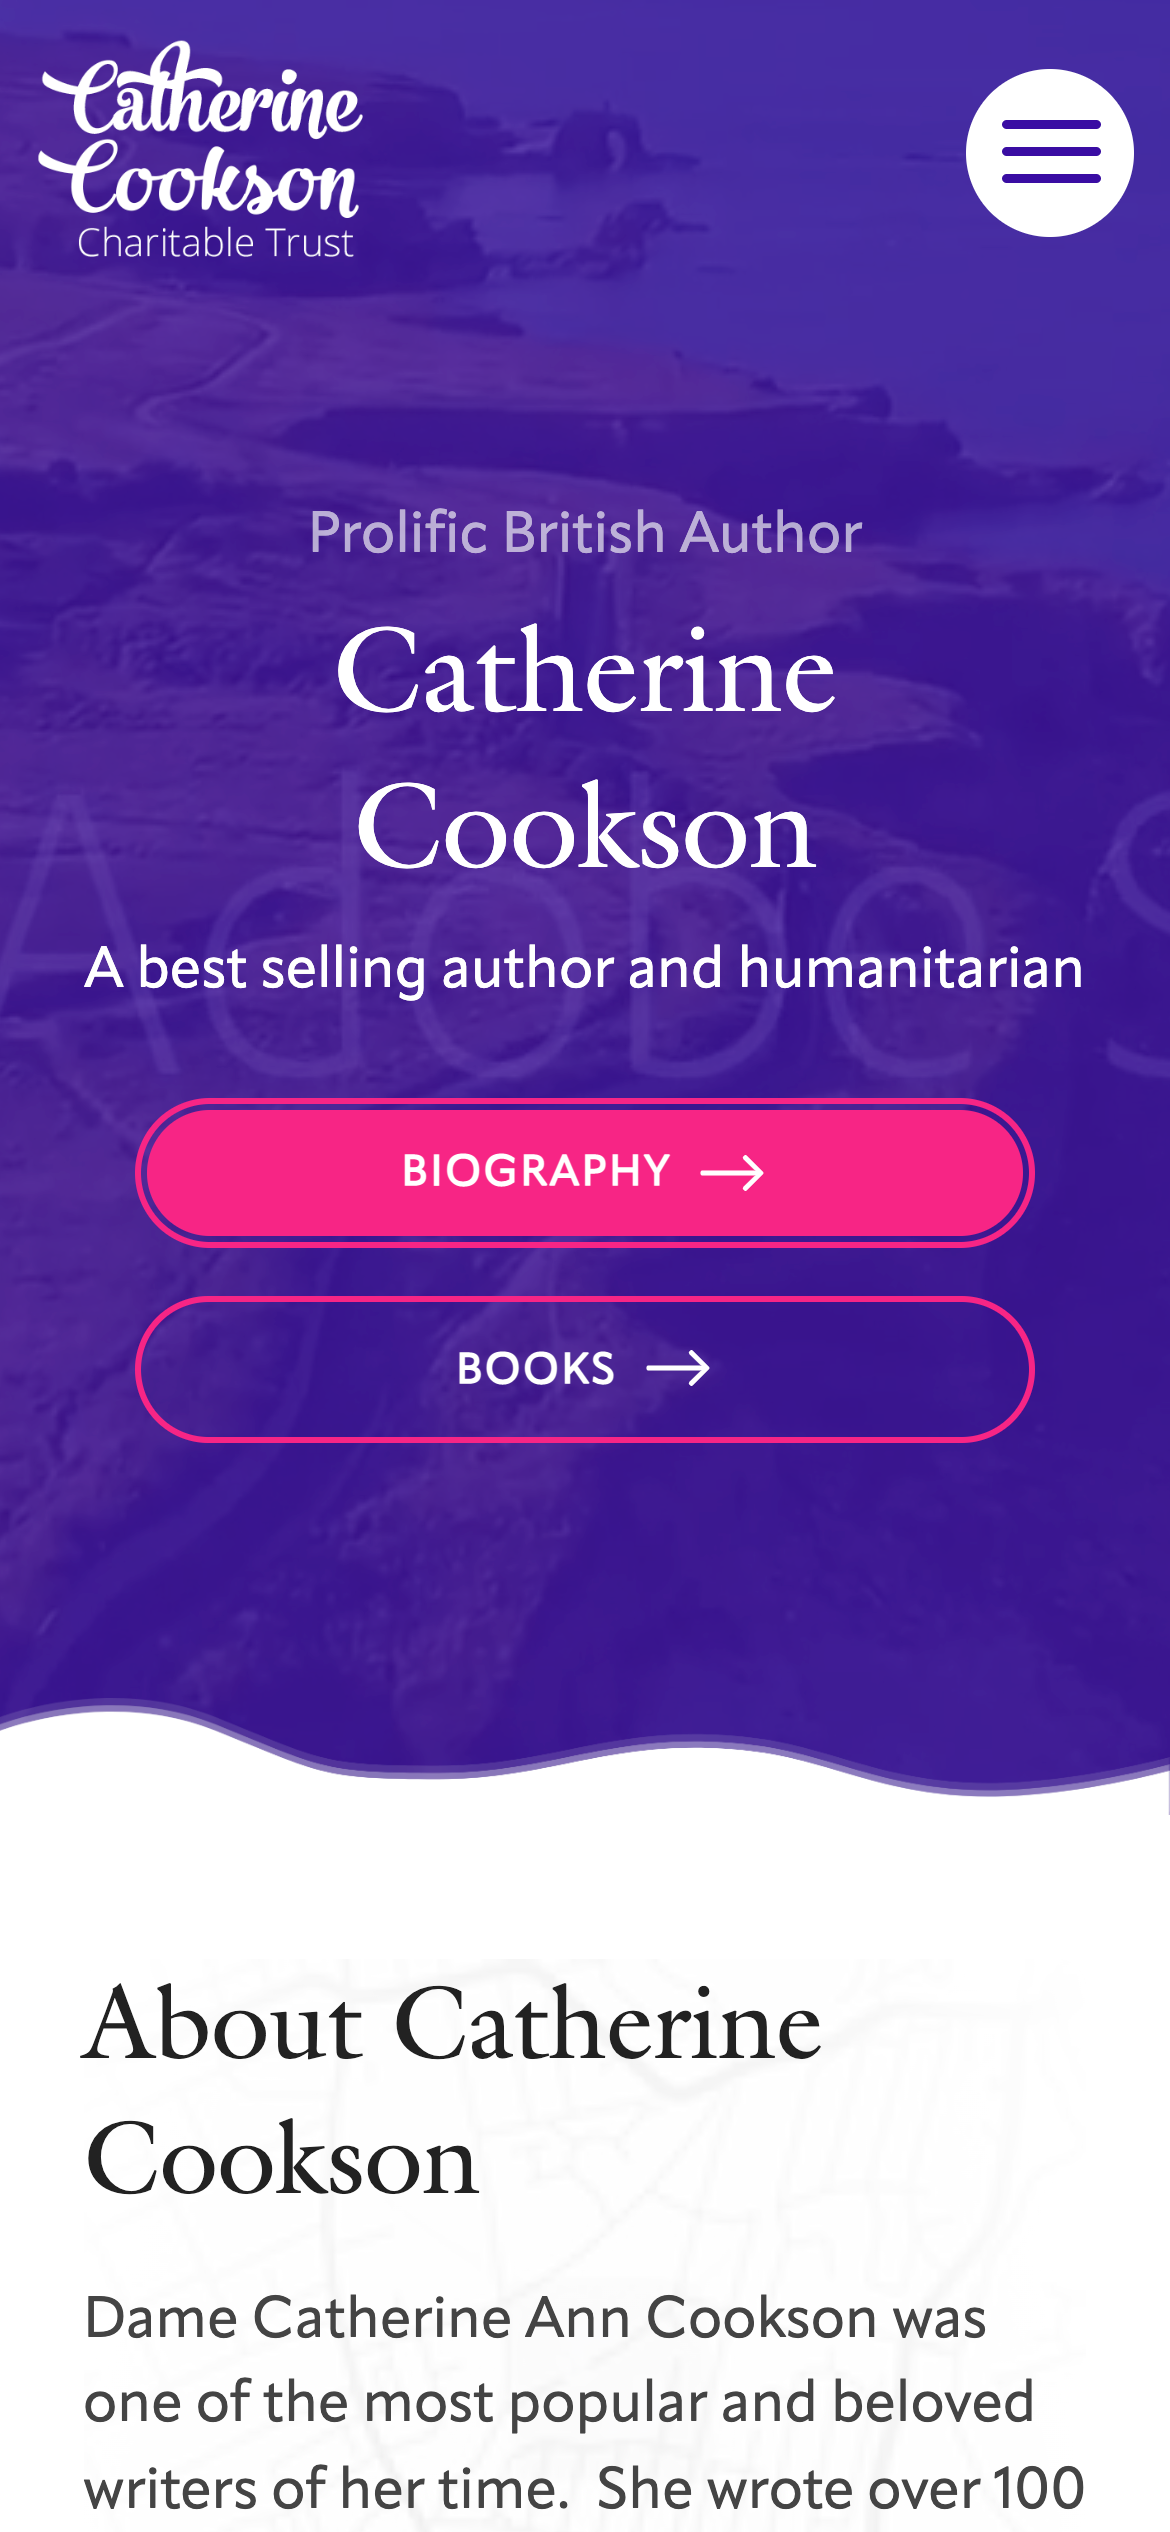 Catherine
Cookson
Charitable Trust
Prolific British Author
Catherine
Cookson
Adobe S
A best selling author and humanitarian
BIOGRAPHY
BOOKS
About Catherine
Cookson
Dame Catherine Ann Cookson was
one of the most popular and beloved
writers of her time. She wrote over 100